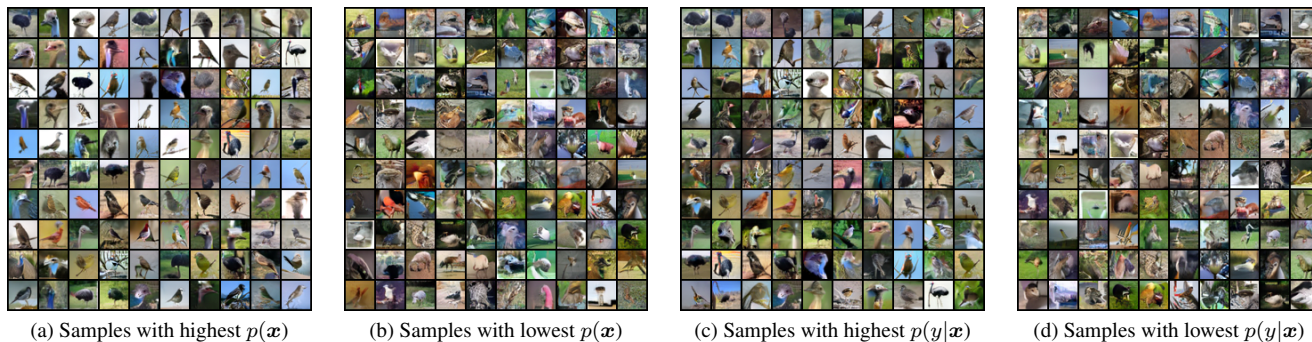 (a) Samples with highest p(x)
(b) Samples with lowest p(x)
(c) Samples with highest p(y|x)
(d) Samples with lowest p(y|x)